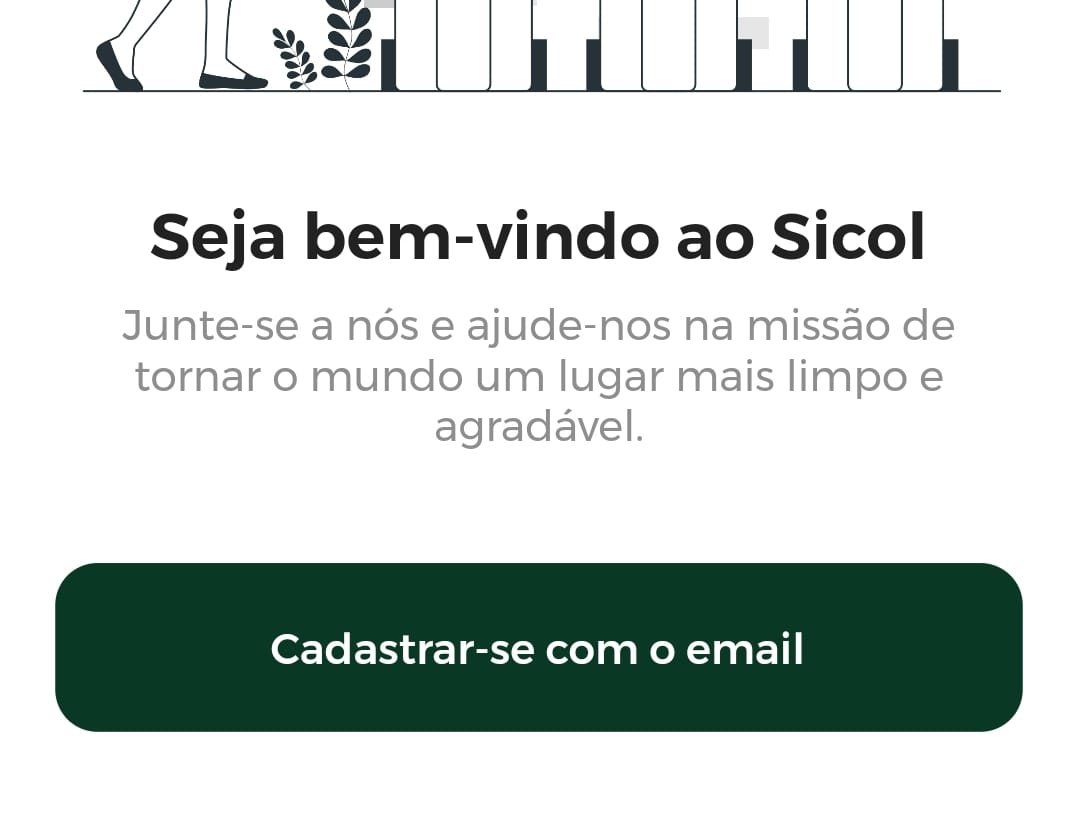 Seja bem-vindo ao Sicol
Junte-se a nós e ajude-nos na missão de
tornar o mundo um lugar mais limpo e
agradável.
Cadastrar-se com o email